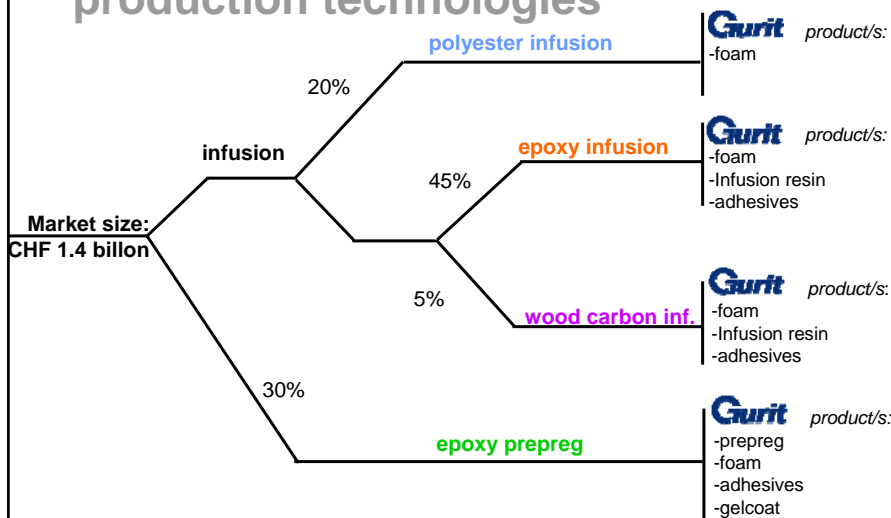 production technologies
Gurit product/s:
polyester infusion
-foam
20%
Gurit product/s:
infusion
epoxy infusion
-foam
45%
-Infusion resin
-adhesives
Market size:
CHF 1.4 billon
Gurit product/s:
5%
-foam
wood carbon inf.
-Infusion resin
-adhesives
30%
Gurit product/s:
epoxy prepreg
-prepreg
-foam
-adhesives
-gelcoat